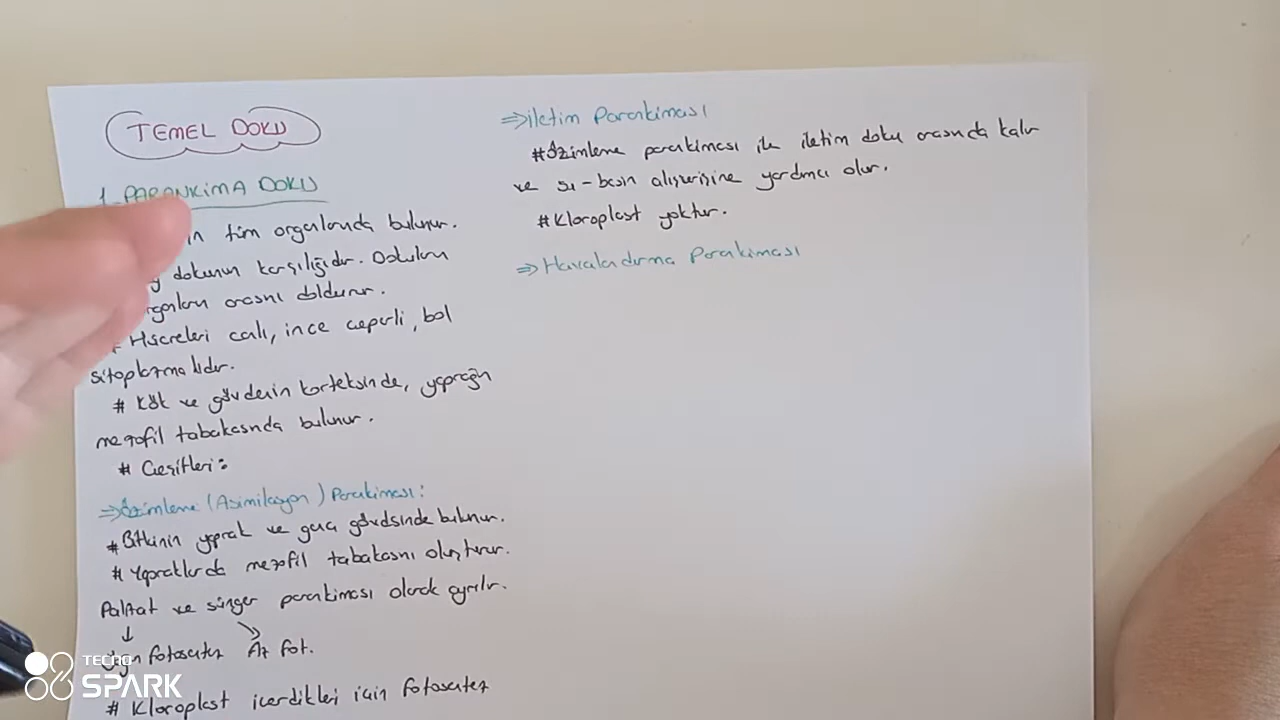 TEMEL DOKU
1. PARANKİMA DOKU
tüm organlarında bulunur.
dokunun karşılığıdır. Dokuların
organların arasını doldurur.
# Hücreleri canlı, ince çeperli, bol
sitoplazmalıdır.
# Kök ve gövdenin korteksinde, yaprağın
mezofil tabakasında bulunur.
# Çeşitleri:
⇒Özümleme (Asimilasyon) Parankiması:
# Bitkinin yaprak ve genç gövdesinde bulunur.
# Yapraklarda mezofil tabakasını oluşturur.
Palizat ve sünger parankiması olarak ayrılır.
↓ ↘
fotosentez Az fot.
# Kloroplast içerdikleri için fotosentez
⇒İletim Parankiması
#Özümleme parankiması ile iletim doku arasında kalır
ve su-besin alışverişine yardımcı olur.
# Kloroplast yoktur.
⇒ Havalandırma Parankiması
TECNO
SPARK